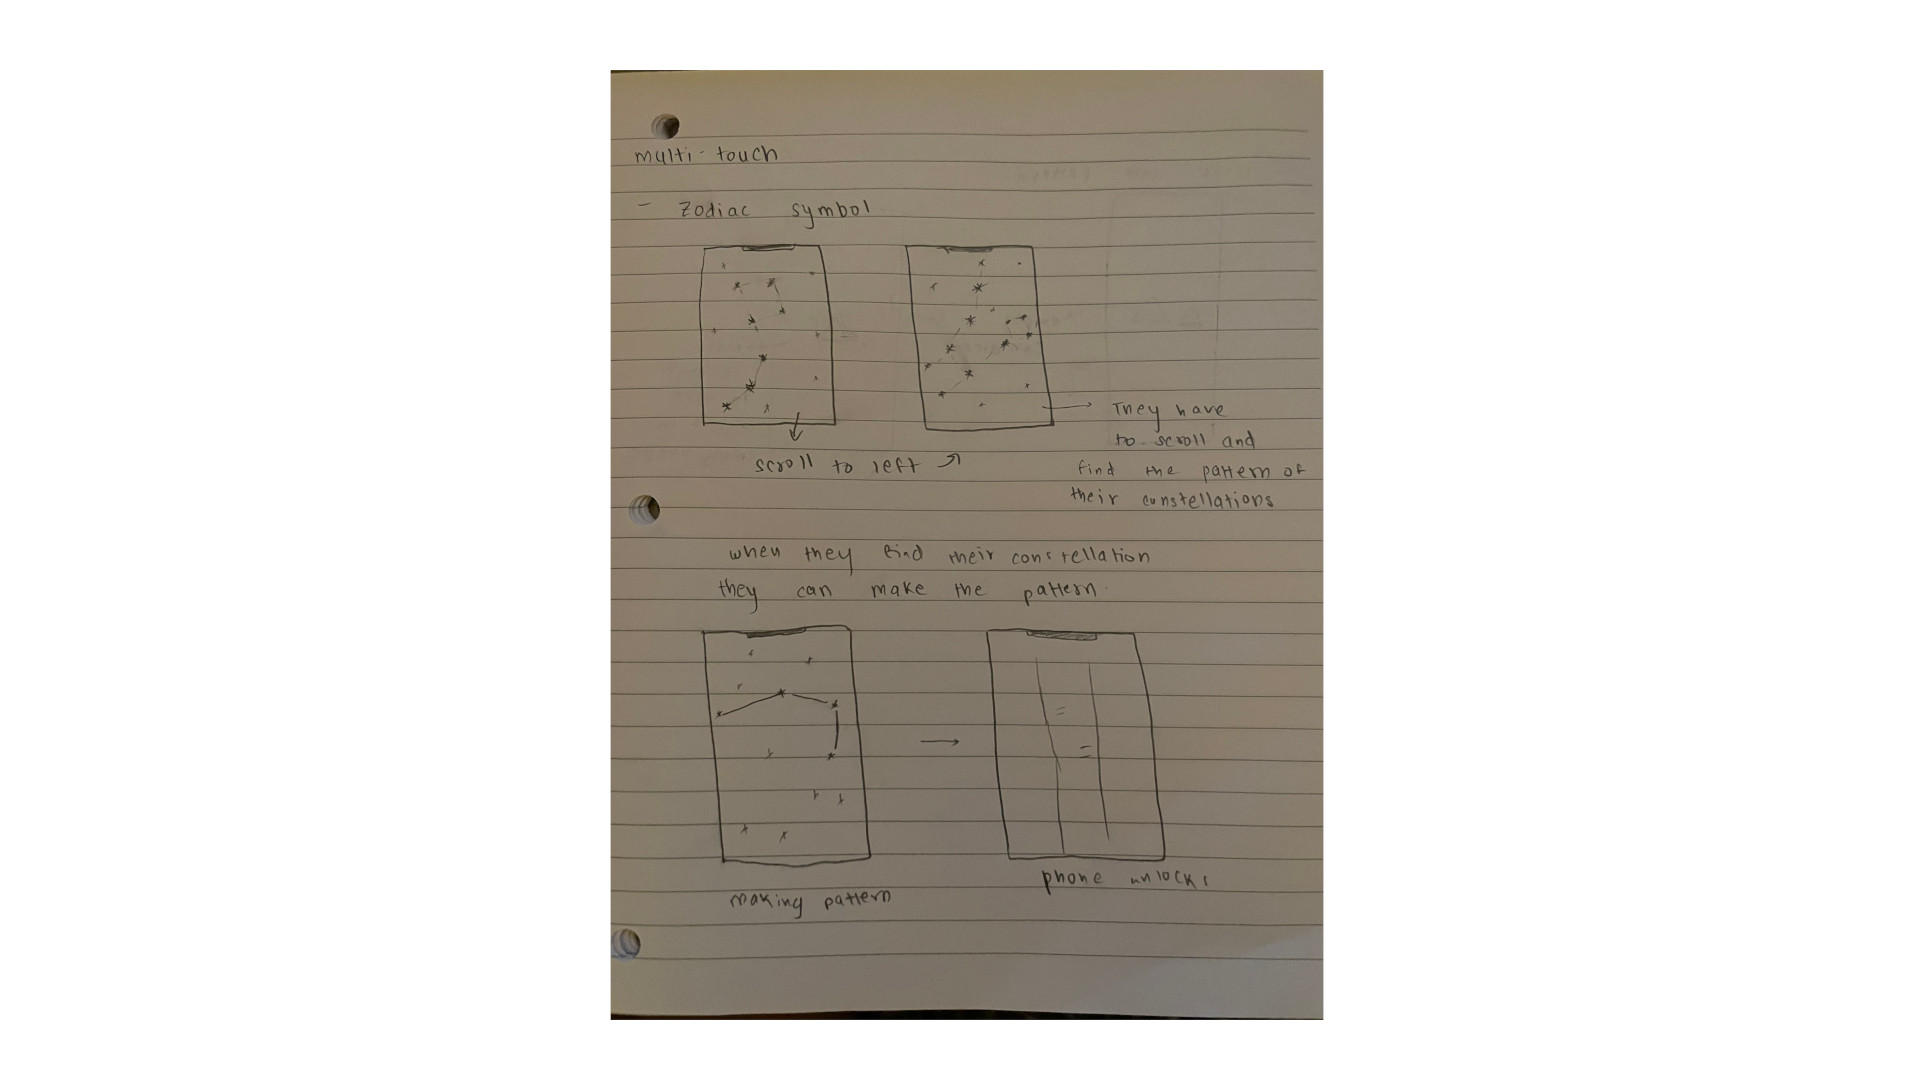 multi-touch
- Zodiac symbol
scroll to left
They have
to scroll and
find the pattern of
their constellations
when they find their constellation
they can make the pattern.
making pattern
phone unlocks